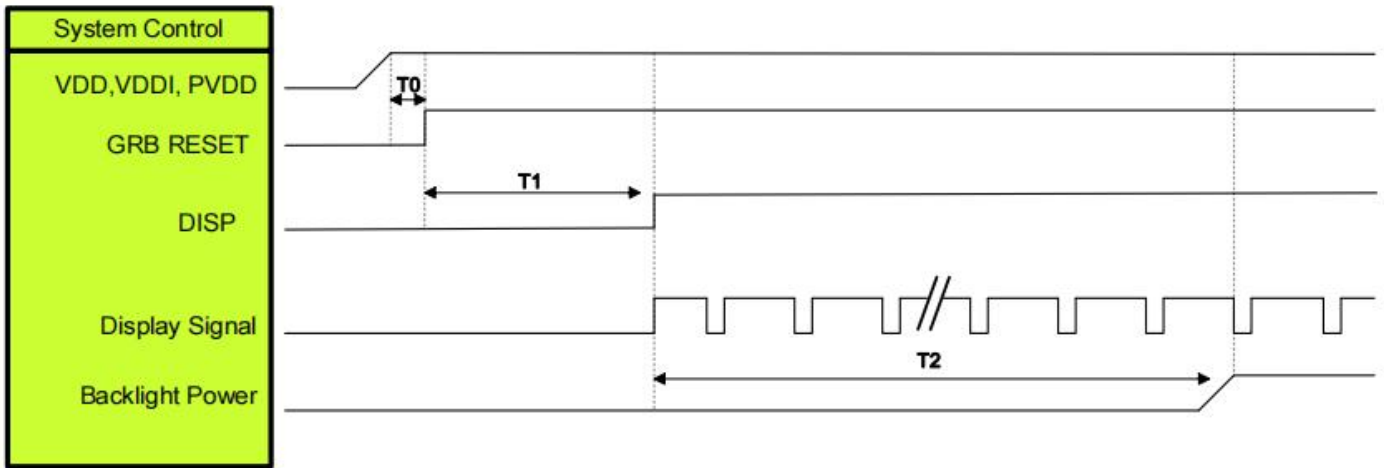 System Control
VDD,VDDI, PVDD
T0
GRB RESET
T1
DISP
Display Signal
T2
Backlight Power